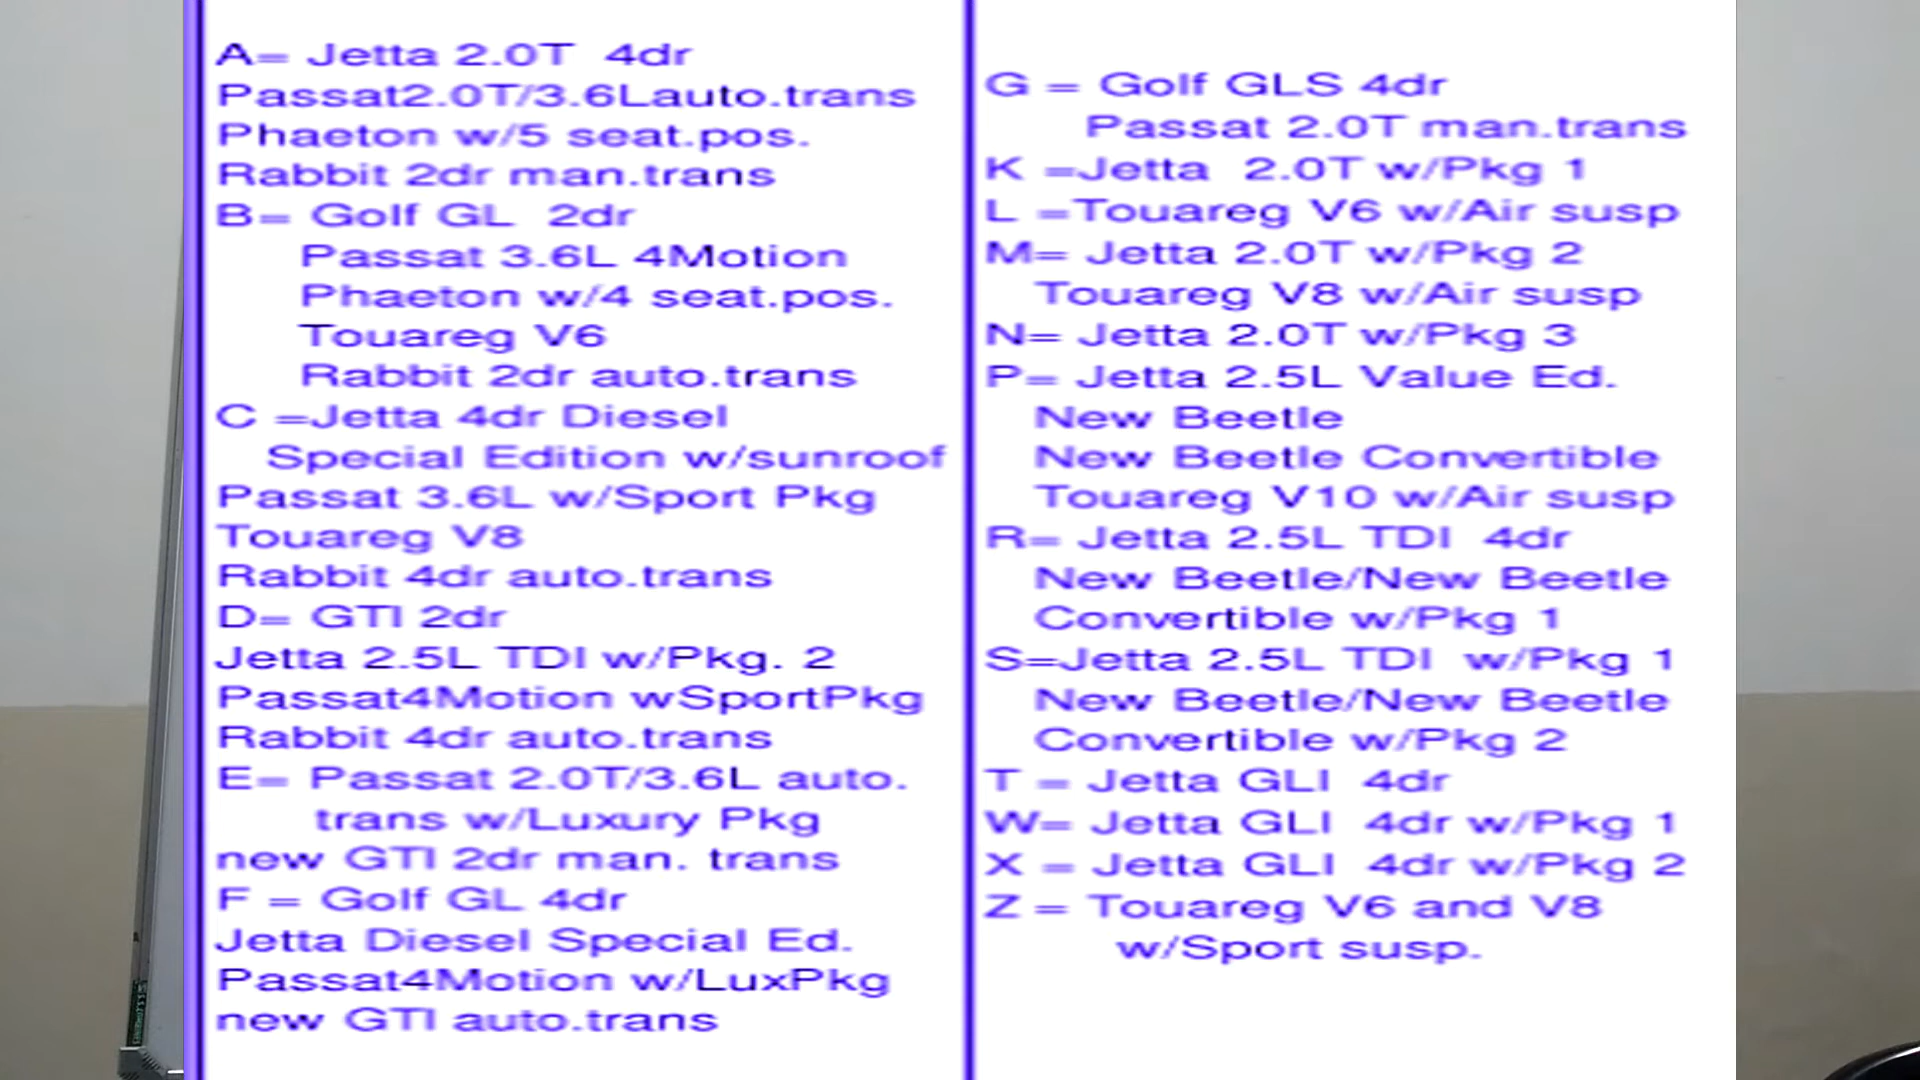 A= Jetta 2.0T 4dr
Passat2.0T/3.6Lauto.trans
Phaeton w/5 seat.pos.
Rabbit 2dr man.trans
B= Golf GL 2dr
Passat 3.6L 4Motion
Phaeton w/4 seat.pos.
Touareg V6
Rabbit 2dr auto.trans
C =Jetta 4dr Diesel
Special Edition w/sunroof
Passat 3.6L w/Sport Pkg
Touareg V8
Rabbit 4dr auto.trans
D= GTI 2dr
Jetta 2.5L TDI w/Pkg. 2
Passat4Motion wSportPkg
Rabbit 4dr auto.trans
E= Passat 2.0T/3.6L auto.
trans w/Luxury Pkg
new GTI 2dr man. trans
F = Golf GL 4dr
Jetta Diesel Special Ed.
Passat4Motion w/LuxPkg
new GTI auto.trans
G = Golf GLS 4dr
Passat 2.0T man.trans
K =Jetta 2.0T w/Pkg 1
L =Touareg V6 w/Air susp
M= Jetta 2.0T w/Pkg 2
Touareg V8 w/Air susp
N= Jetta 2.0T w/Pkg 3
P= Jetta 2.5L Value Ed.
New Beetle
New Beetle Convertible
Touareg V10 w/Air susp
R= Jetta 2.5L TDI 4dr
New Beetle/New Beetle
Convertible w/Pkg 1
S=Jetta 2.5L TDI w/Pkg 1
New Beetle/New Beetle
Convertible w/Pkg 2
T = Jetta GLI 4dr
W= Jetta GLI 4dr w/Pkg 1
X = Jetta GLI 4dr w/Pkg 2
Z = Touareg V6 and V8
w/Sport susp.